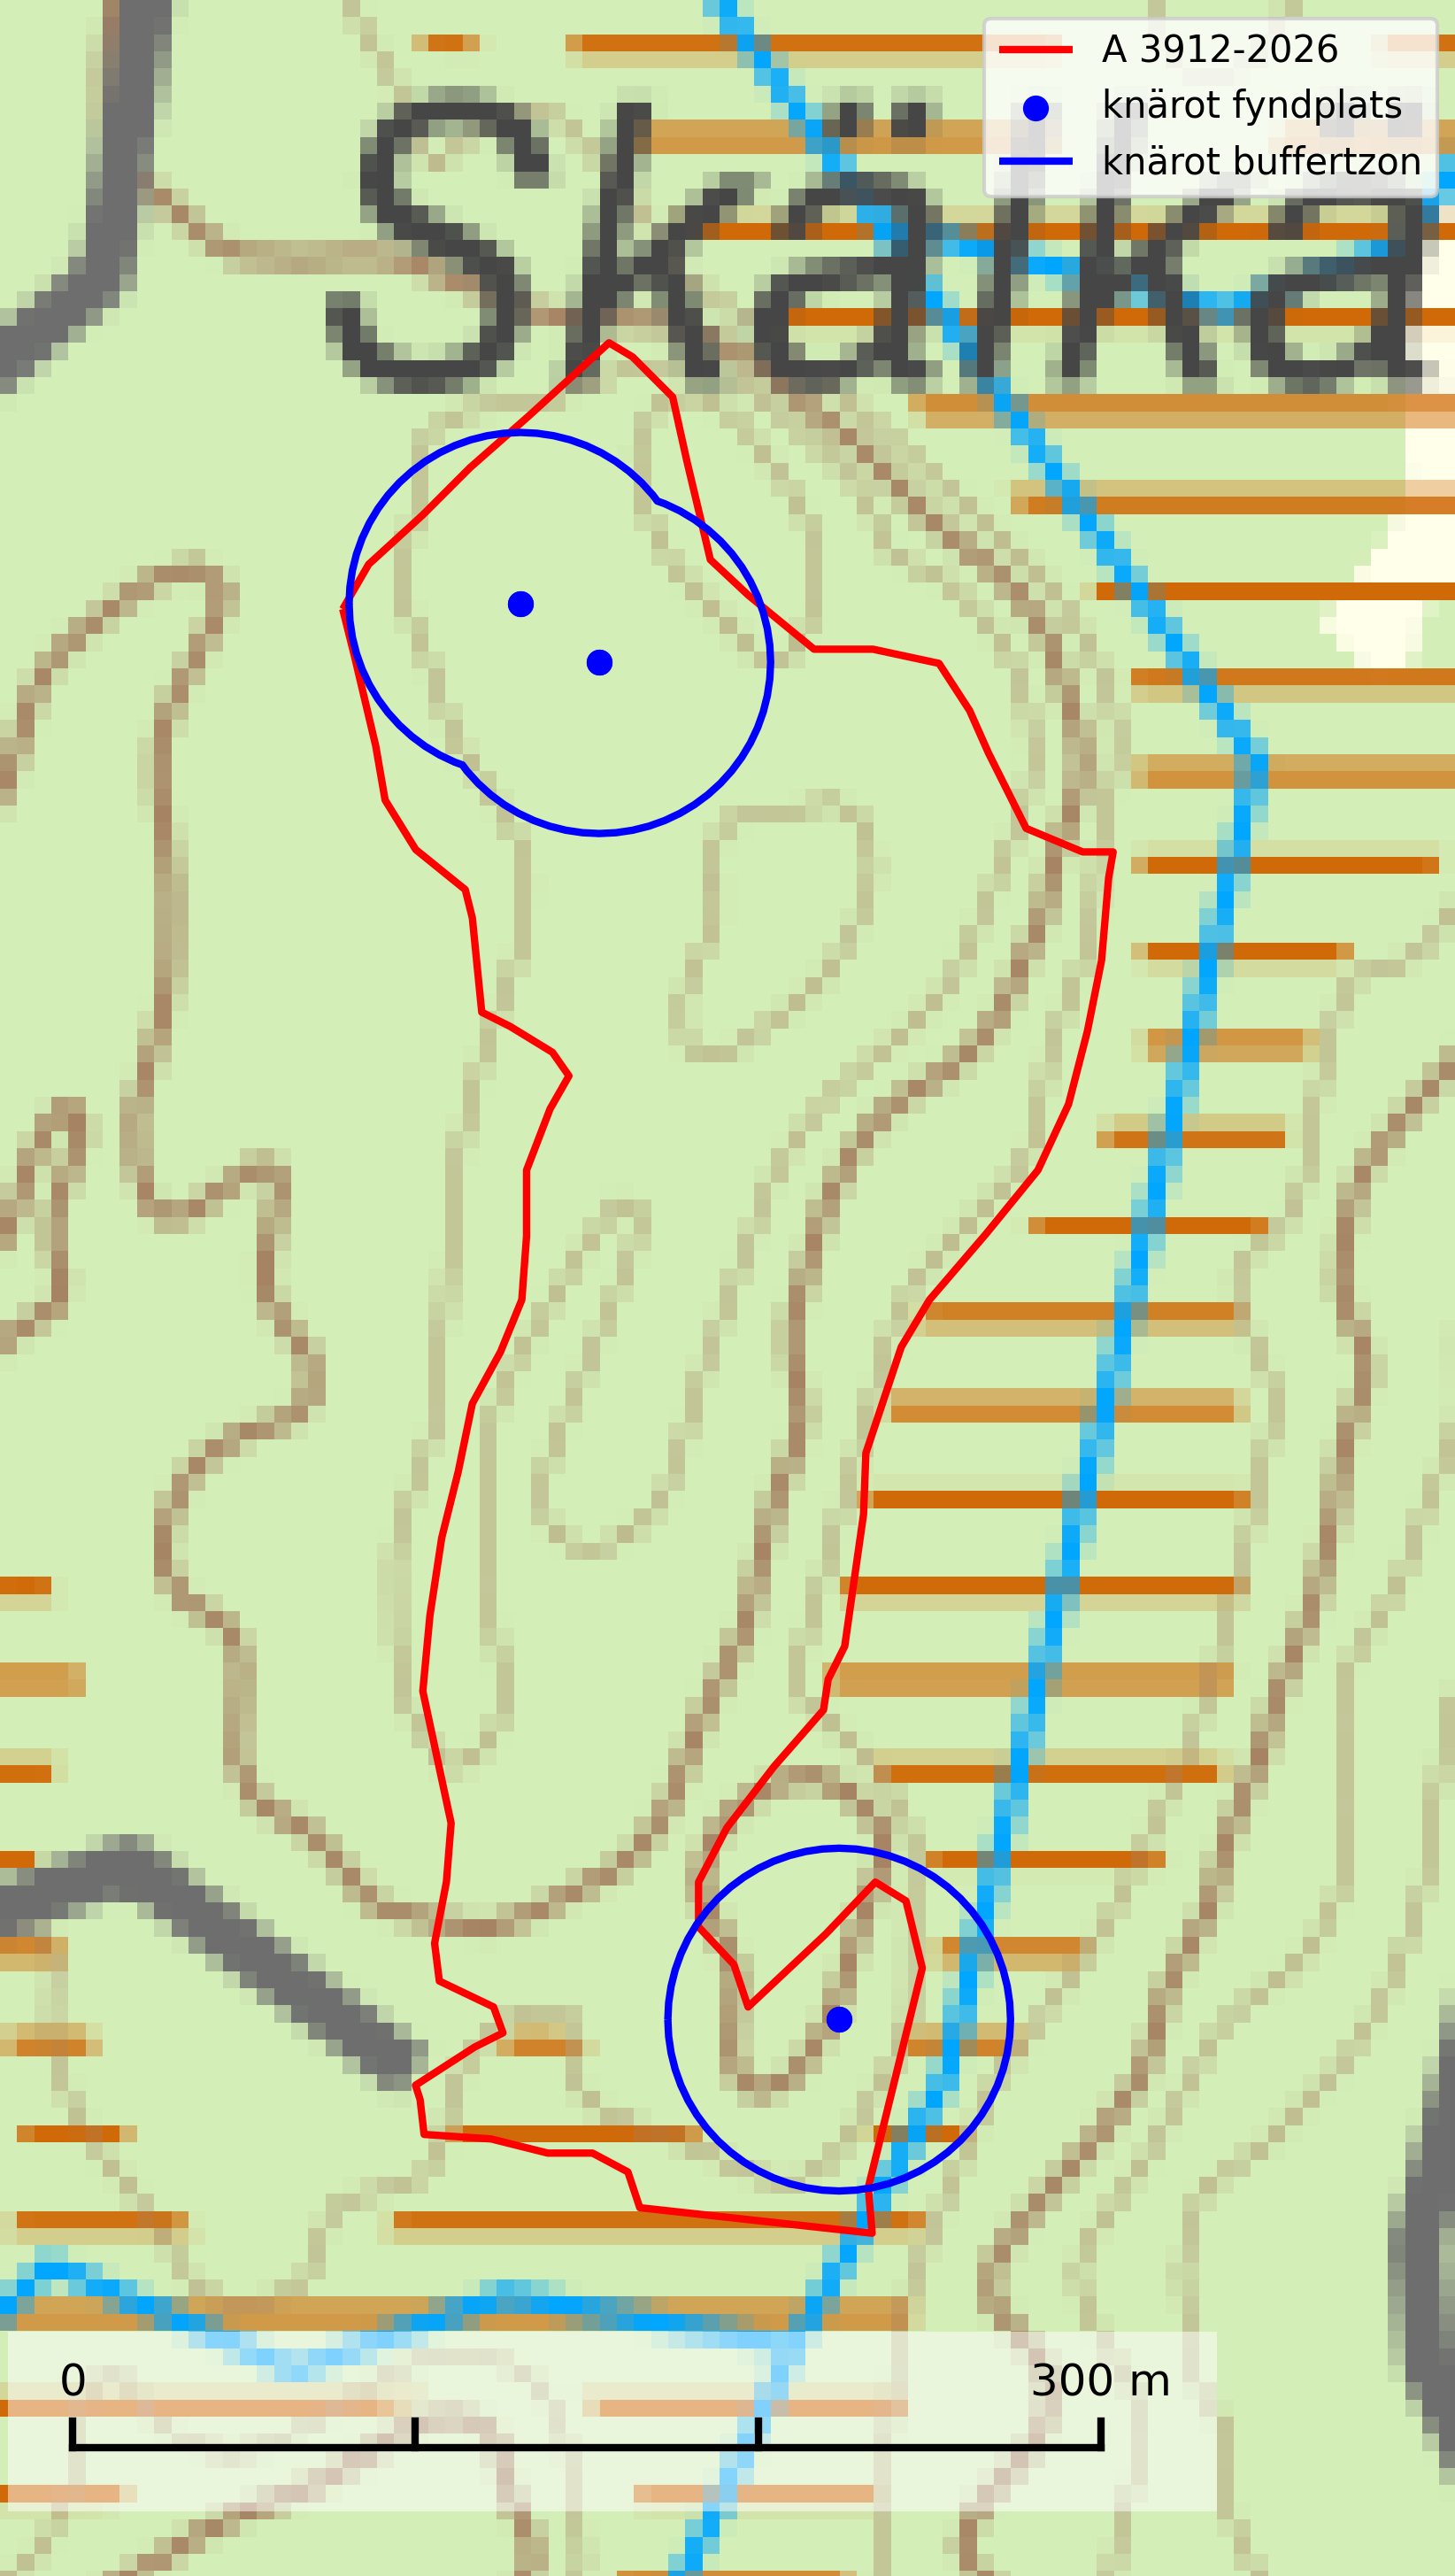 A 3912-2026
knärot fyndplats
knärot buffertzon
Skälka
0 300 m